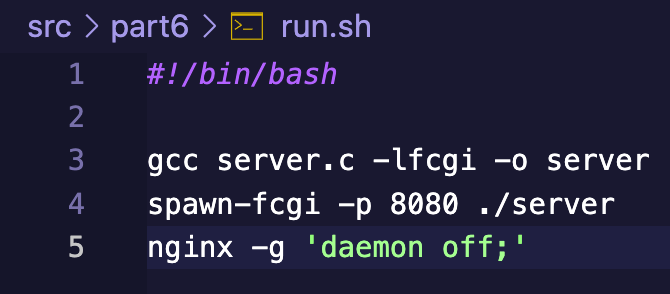 src > part6 > run.sh
1 #!/bin/bash
2
3 gcc server.c -lfcgi -o server
4 spawn-fcgi -p 8080 ./server
5 nginx -g 'daemon off;'